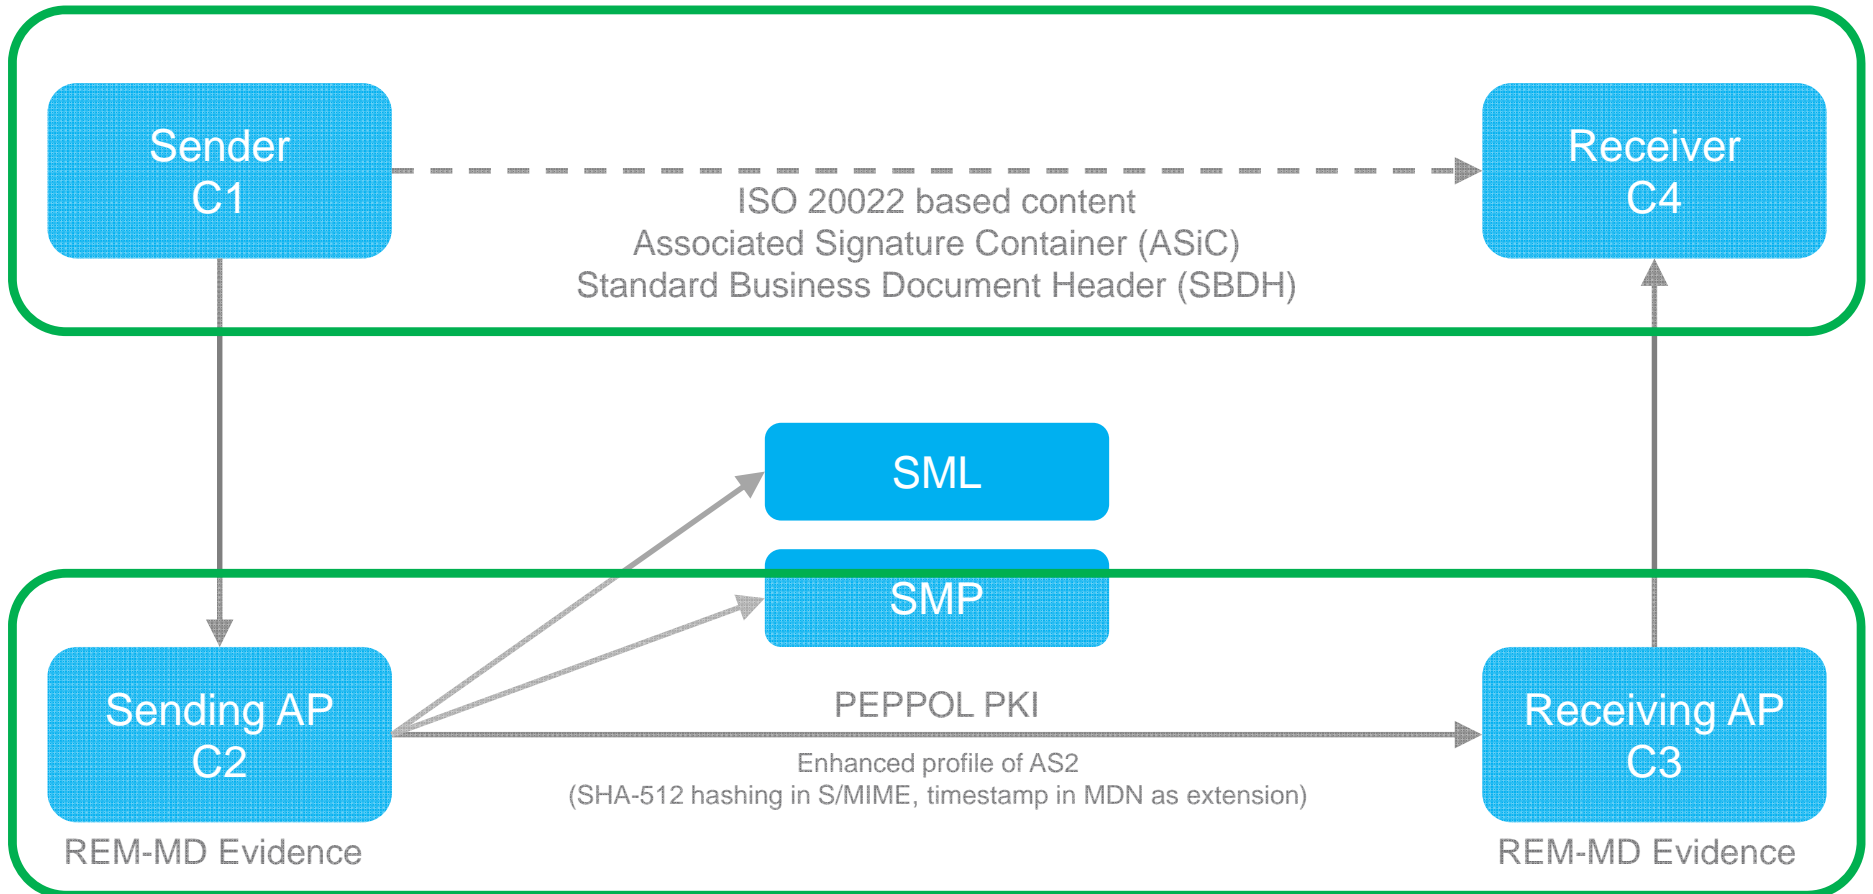 Sender
C1
Receiver
C4
ISO 20022 based content
Associated Signature Container (ASiC)
Standard Business Document Header (SBDH)
SML
SMP
Sending AP
C2
PEPPOL PKI
Enhanced profile of AS2
(SHA-512 hashing in S/MIME, timestamp in MDN as extension)
Receiving AP
C3
REM-MD Evidence
REM-MD Evidence